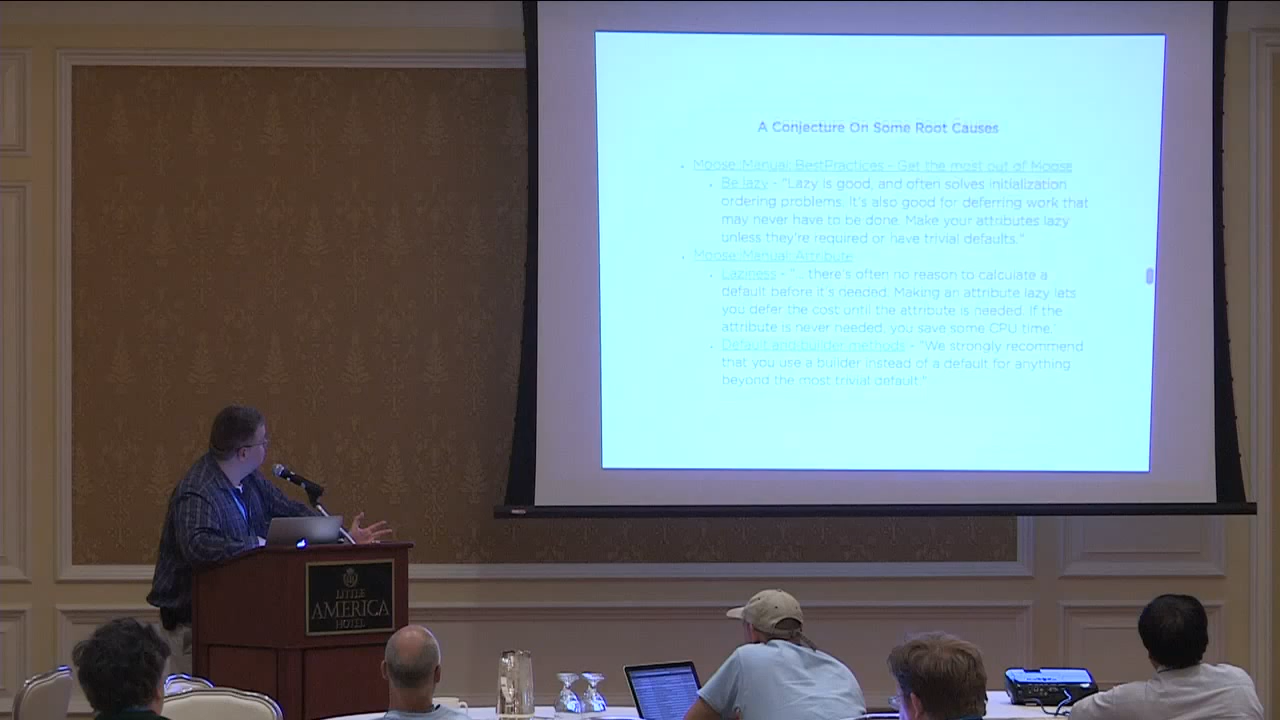 A Conjecture On Some Root Causes
Moose::Manual::BestPractices - Get the most out of Moose
Be lazy - "Lazy is good, and often solves initialization
ordering problems. It's also good for deferring work that
may never have to be done. Make your attributes lazy
unless they're required or have trivial defaults."
Moose::Manual::Attribute
Laziness - "... there's often no reason to calculate a
default before it's needed. Making an attribute lazy lets
you defer the cost until the attribute is needed. If the
attribute is never needed, you save some CPU time."
Default and builder methods - "We strongly recommend
that you use a builder instead of a default for anything
beyond the most trivial default."
LITTLE
AMERICA
HOTEL